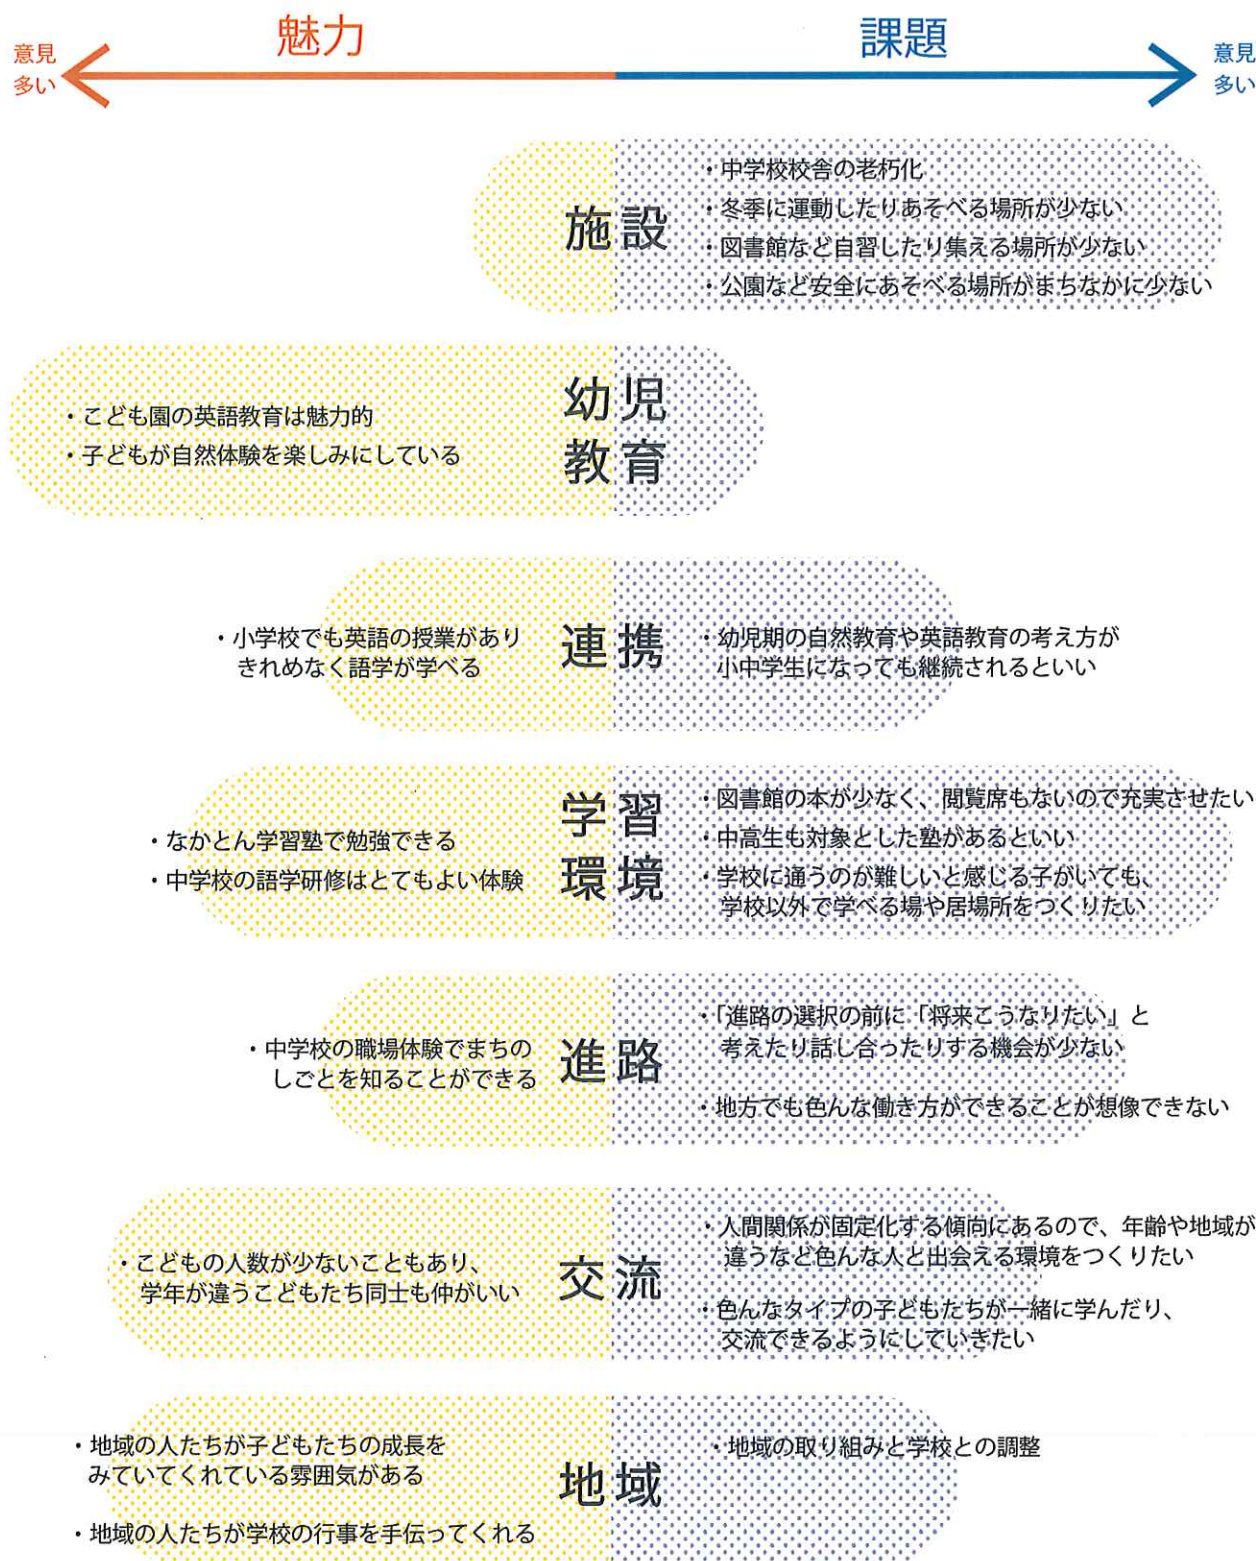 魅力
課題
意見
多い
意見
多い
施設
・中学校校舎の老朽化
・冬季に運動したりあそべる場所が少ない
・図書館など自習したり集える場所が少ない
・公園など安全にあそべる場所がまちなかに少ない
・こども園の英語教育は魅力的
・子どもが自然体験を楽しみにしている
幼児
教育
・小学校でも英語の授業があり
きれめなく語学が学べる
連携
・幼児期の自然教育や英語教育の考え方が
小中学生になっても継続されるといい
・なかとん学習塾で勉強できる
・中学校の語学研修はとてもよい体験
学習
環境
・図書館の本が少なく、閲覧席もないので充実させたい
・中高生も対象とした塾があるといい
・学校に通うのが難しいと感じる子がいても、
学校以外で学べる場や居場所をつくりたい
・中学校の職場体験でまちの
しごとを知ることができる
進路
・「進路の選択の前に「将来こうなりたい」と
考えたり話し合ったりする機会が少ない
・地方でも色んな働き方ができることが想像できない
・こどもの人数が少ないこともあり、
学年が違うこどもたち同士も仲がいい
交流
・人間関係が固定化する傾向にあるので、年齢や地域が
違うなど色んな人と出会える環境をつくりたい
・色んなタイプの子どもたちが一緒に学んだり、
交流できるようにしていきたい
・地域の人たちが子どもたちの成長を
みていてくれている雰囲気がある
・地域の人たちが学校の行事を手伝ってくれる
地域
・地域の取り組みと学校との調整